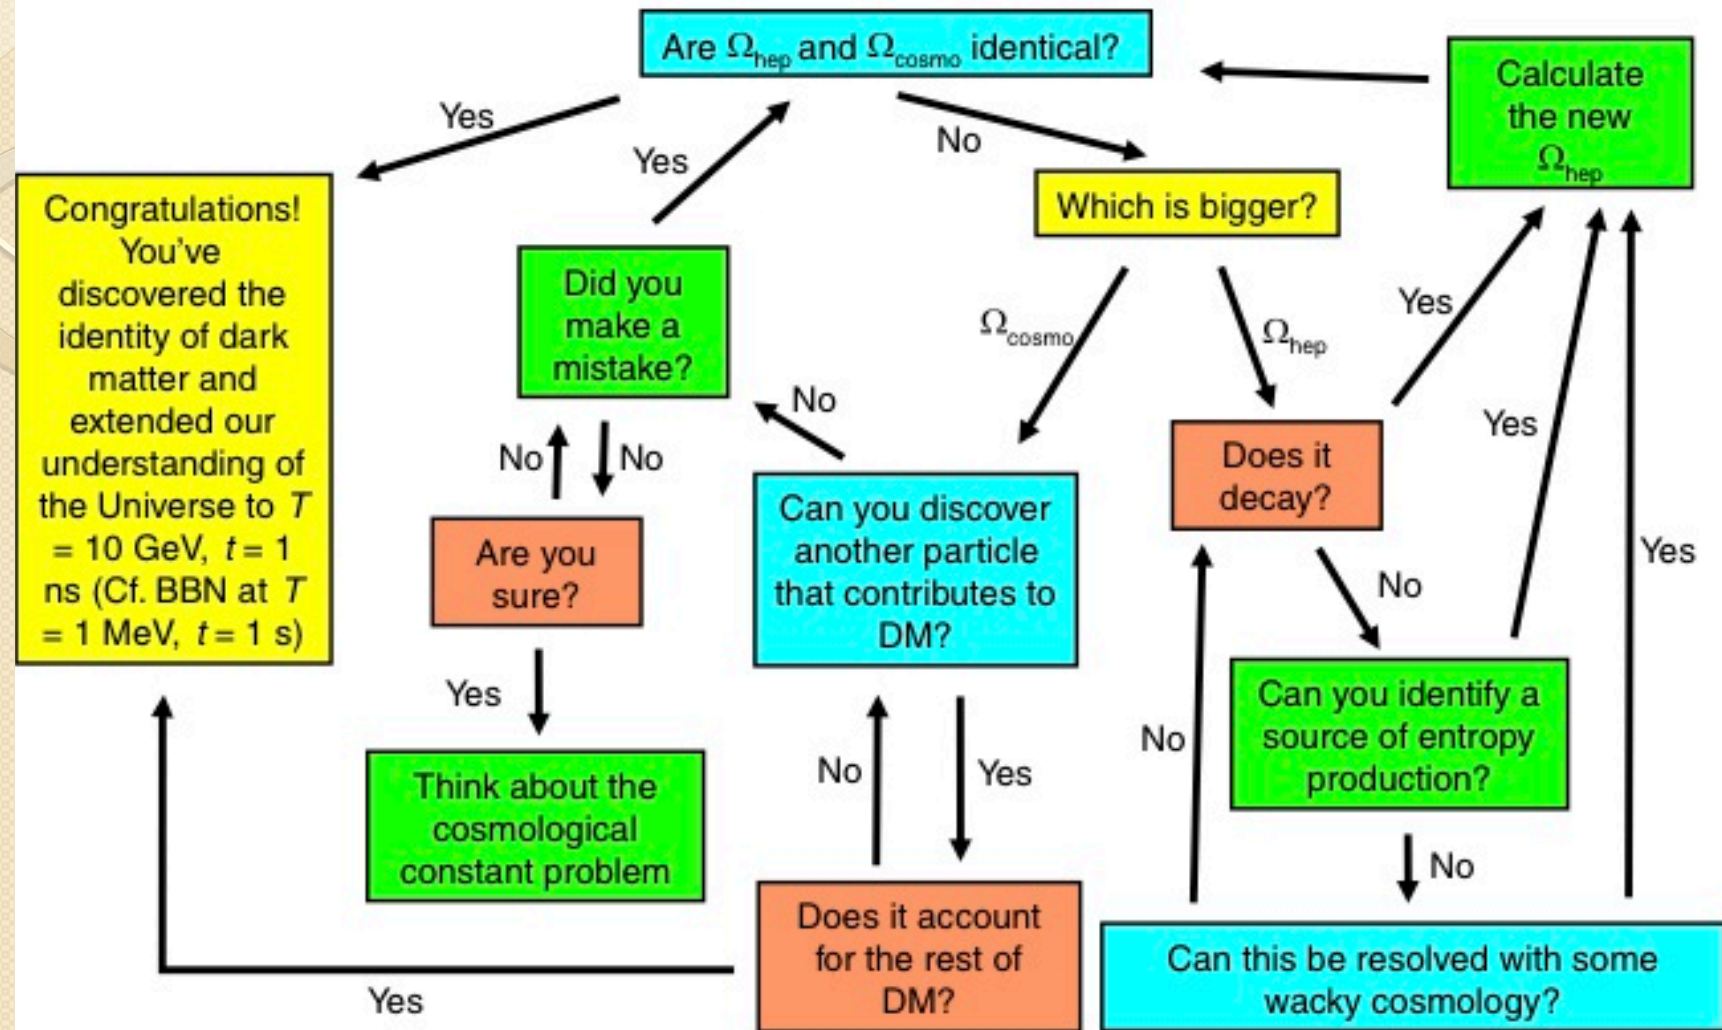 Are Ωhep and Ωcosmo identical?
Calculate
the new
Ωhep
Yes
Yes
No
Congratulations!
You've
discovered the
identity of dark
matter and
extended our
understanding of
the Universe to T
= 10 GeV, t = 1
ns (Cf. BBN at T
= 1 MeV, t = 1 s)
Which is bigger?
Did you
make a
mistake?
Ωcosmo
Ωhep
Yes
No
No
No
Does it
decay?
Yes
Are you
sure?
Can you discover
another particle
that contributes to
DM?
No
Yes
Yes
Can you identify a
source of entropy
production?
No
Think about the
cosmological
constant problem
No
Yes
No
Does it account
for the rest of
DM?
Yes
Can this be resolved with some
wacky cosmology?